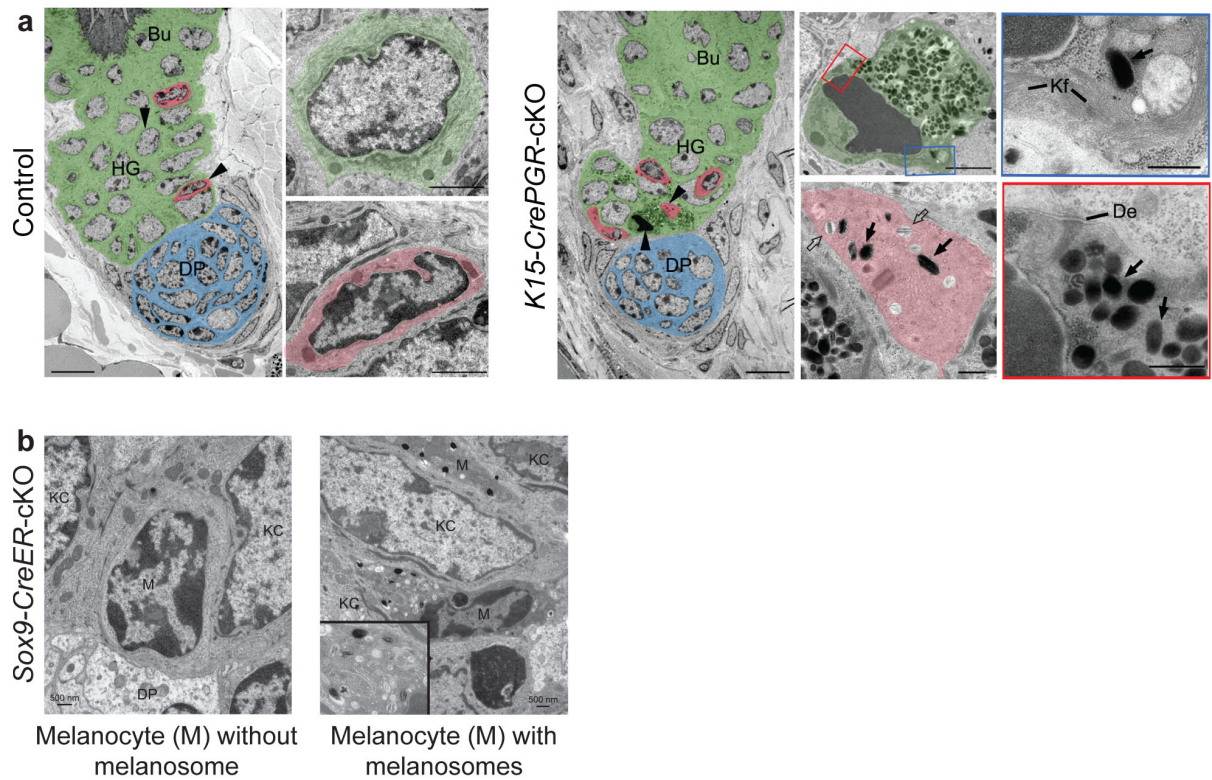 a
Control
Bu
HG
DP
K15-CrePGR-cKO
Bu
HG
DP
Kf
De
b
Sox9-CreER-cKO
KC
KC
M
DP
500 nm
Melanocyte (M) without
melanosome
M
KC
KC
KC
M
500 nm
Melanocyte (M) with
melanosomes